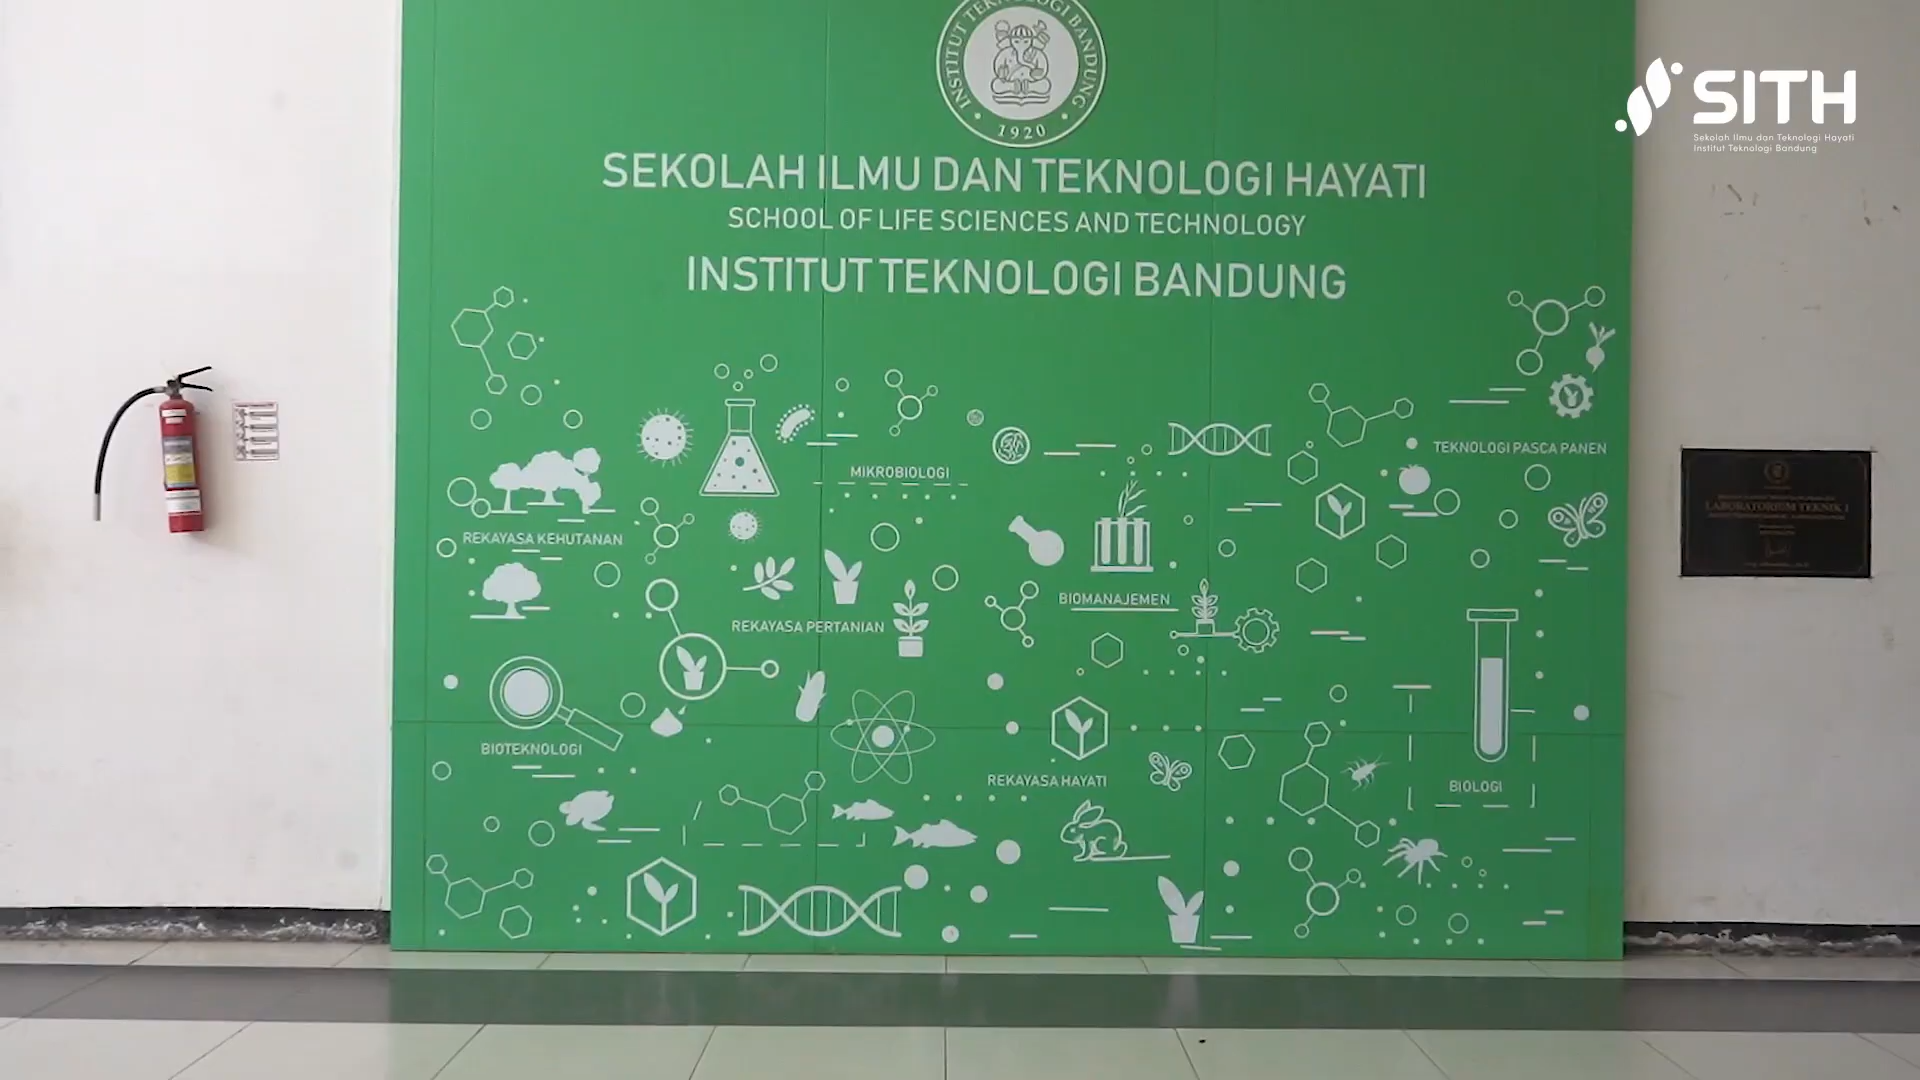 INSTITUT TEKNOLOGI BANDUNG
1920
SEKOLAH ILMU DAN TEKNOLOGI HAYATI
SCHOOL OF LIFE SCIENCES AND TECHNOLOGY
INSTITUT TEKNOLOGI BANDUNG
SITH
Sekolah Ilmu dan Teknologi Hayati
Institut Teknologi Bandung
TEKNOLOGI PASCA PANEN
MIKROBIOLOGI
REKAYASA KEHUTANAN
BIOMANAJEMEN
REKAYASA PERTANIAN
BIOTEKNOLOGI
REKAYASA HAYATI
BIOLOGI
LABORATORIUM TEKNIK I